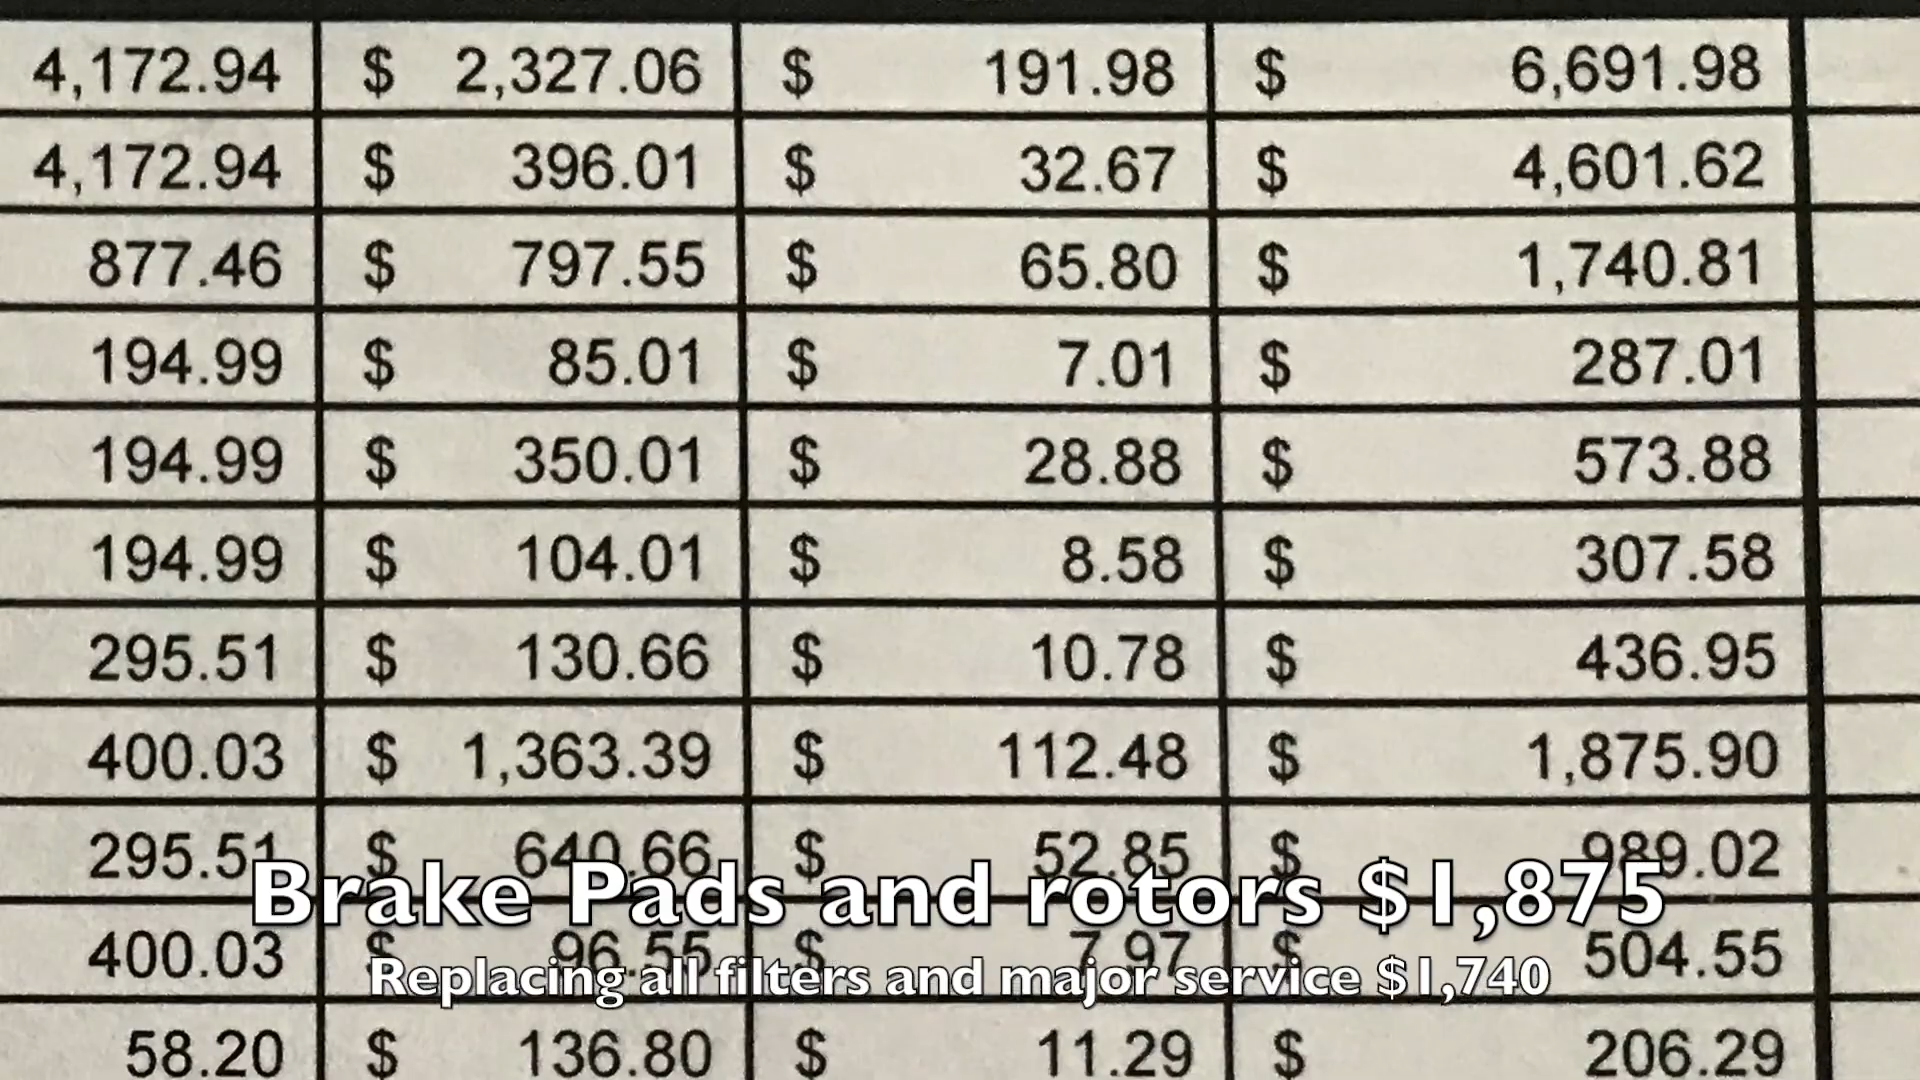 4,172.94 $ 2,327.06 $ 191.98 $ 6,691.98
4,172.94 $ 396.01 $ 32.67 $ 4,601.62
877.46 $ 797.55 $ 65.80 $ 1,740.81
194.99 $ 85.01 $ 7.01 $ 287.01
194.99 $ 350.01 $ 28.88 $ 573.88
194.99 $ 104.01 $ 8.58 $ 307.58
295.51 $ 130.66 $ 10.78 $ 436.95
400.03 $ 1,363.39 $ 112.48 $ 1,875.90
295.51 $ 640.66 $ 52.85 $ 989.02
Brake Pads and rotors $1,875
400.03 $ 96.55 $ 7.97 $ 504.55
Replacing all filters and major service $1,740
58.20 $ 136.80 $ 11.29 $ 206.29